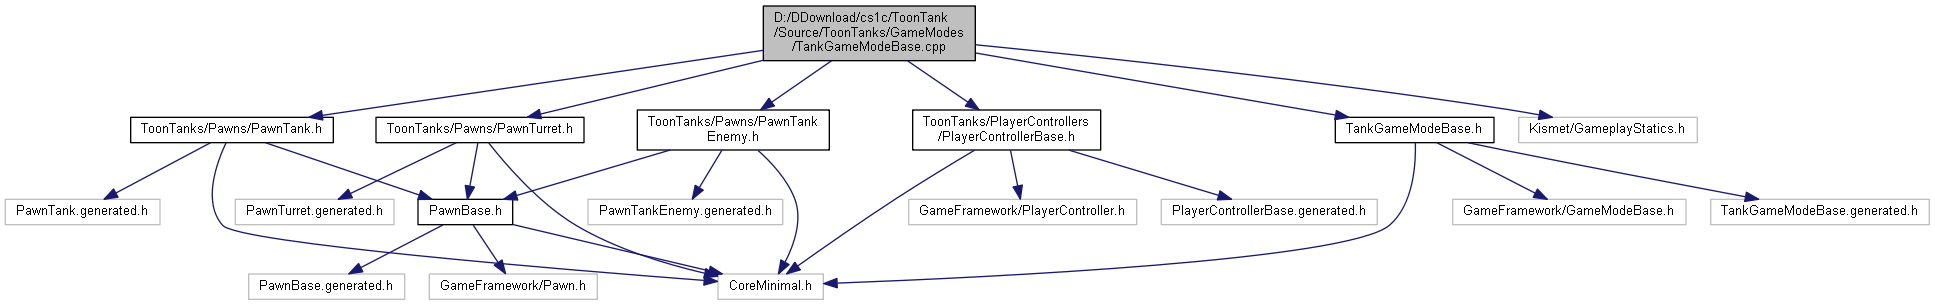 D:/DDownload/cs1c/ToonTank
/Source/ToonTanks/GameModes
/TankGameModeBase.cpp
ToonTanks/Pawns/PawnTank.h
ToonTanks/Pawns/PawnTurret.h
ToonTanks/Pawns/PawnTank
Enemy.h
ToonTanks/PlayerControllers
/PlayerControllerBase.h
TankGameModeBase.h
Kismet/GameplayStatics.h
PawnTank.generated.h
PawnTurret.generated.h
PawnBase.h
PawnTankEnemy.generated.h
GameFramework/PlayerController.h
PlayerControllerBase.generated.h
GameFramework/GameModeBase.h
TankGameModeBase.generated.h
PawnBase.generated.h
GameFramework/Pawn.h
CoreMinimal.h